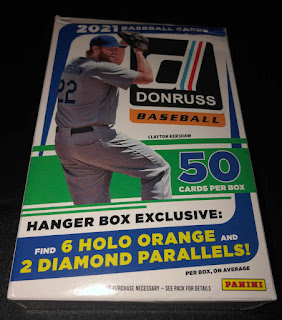 2021 BASEBALL CARDS
22
DONRUSS
BASEBALL
CLAYTON KERSHAW
50
CARDS PER BOX
HANGER BOX EXCLUSIVE:
FIND 6 HOLO ORANGE AND
2 DIAMOND PARALLELS!
PER BOX, ON AVERAGE
PURCHASE NECESSARY – SEE PACK FOR DETAILS
PANINI